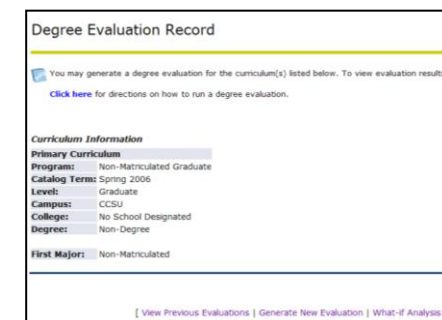 Degree Evaluation Record
You may generate a degree evaluation for the curriculum(s) listed below. To view evaluation results
Click here for directions on how to run a degree evaluation.
Curriculum Information
Primary Curriculum
Program: Non-Matriculated Graduate
Catalog Term: Spring 2006
Level: Graduate
Campus: CCSU
College: No School Designated
Degree: Non-Degree
First Major: Non-Matriculated
[ View Previous Evaluations | Generate New Evaluation | What-if Analysis